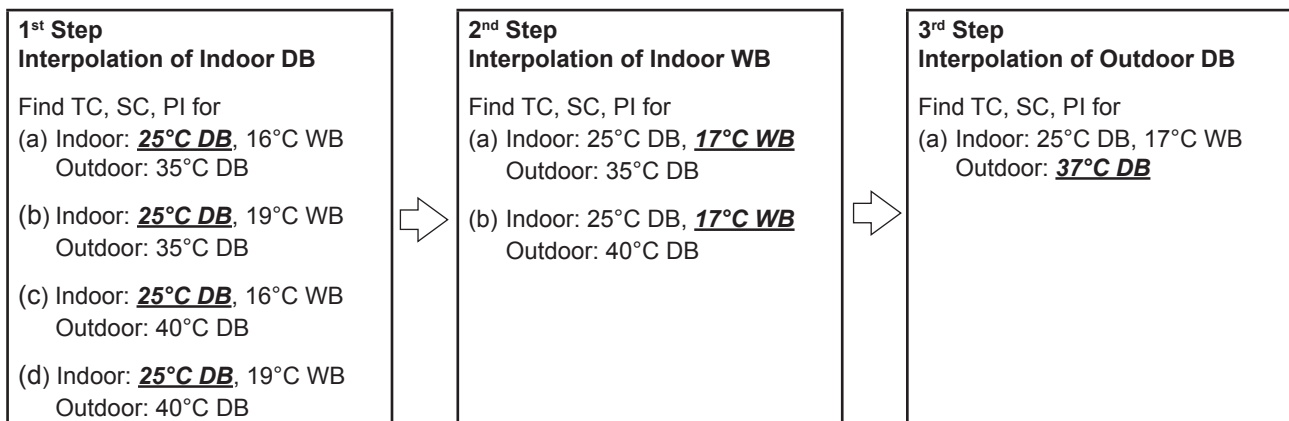 1st Step
Interpolation of Indoor DB
Find TC, SC, PI for
(a) Indoor: 25°C DB, 16°C WB
Outdoor: 35°C DB
(b) Indoor: 25°C DB, 19°C WB
Outdoor: 35°C DB
(c) Indoor: 25°C DB, 16°C WB
Outdoor: 40°C DB
(d) Indoor: 25°C DB, 19°C WB
Outdoor: 40°C DB
2nd Step
Interpolation of Indoor WB
Find TC, SC, PI for
(a) Indoor: 25°C DB, 17°C WB
Outdoor: 35°C DB
(b) Indoor: 25°C DB, 17°C WB
Outdoor: 40°C DB
3rd Step
Interpolation of Outdoor DB
Find TC, SC, PI for
(a) Indoor: 25°C DB, 17°C WB
Outdoor: 37°C DB